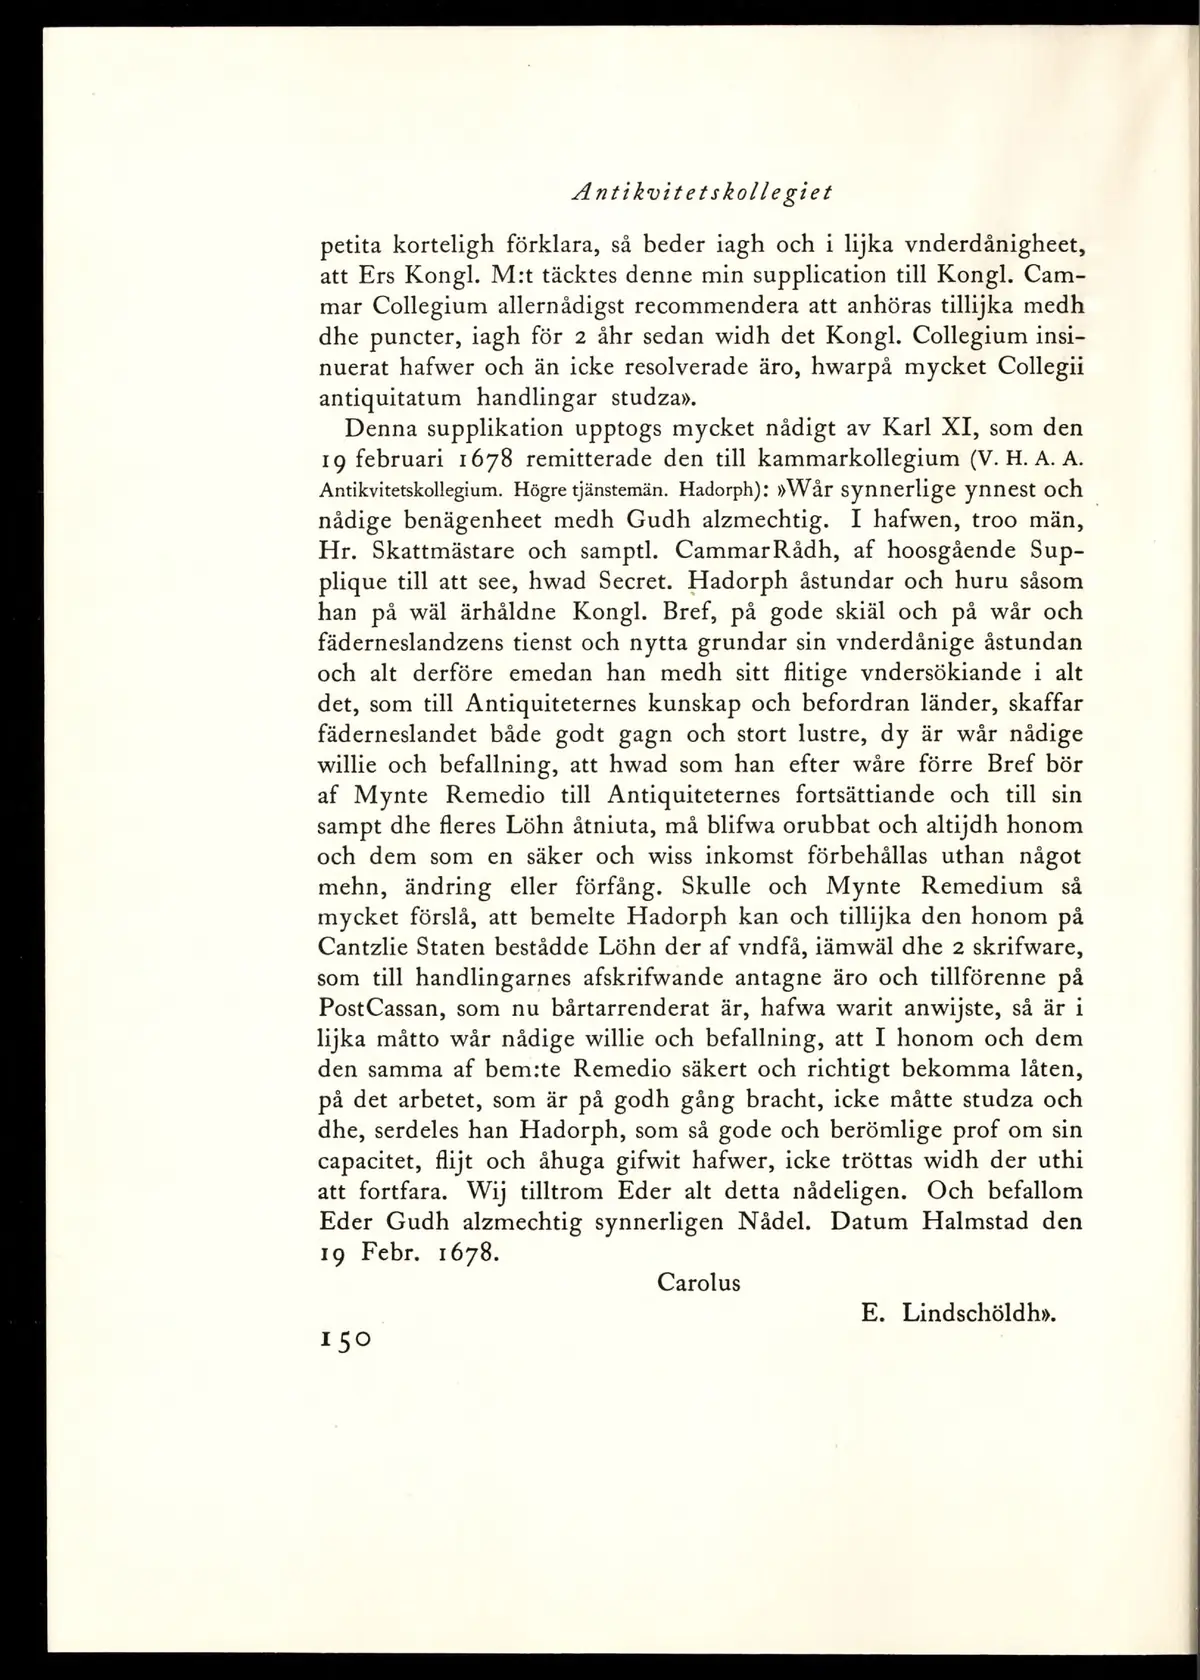 Antikvitetskollegiet
petita korteligh förklara, så beder iagh och i lijka vnderdånigheet,
att Ers Kongl. M:t täcktes denne min supplication till Kongl. Cam-
mar Collegium allernådigst recommendera att anhöras tillijka medh
dhe puncter, iagh för 2 åhr sedan widh det Kongl. Collegium insi-
nuerat hafwer och än icke resolverade äro, hwarpå mycket Collegii
antiquitatum handlingar studza».
Denna supplikation upptogs mycket nådigt av Karl XI, som den
19 februari 1678 remitterade den till kammarkollegium (V. H. A. A.
Antikvitetskollegium. Högre tjänstemän. Hadorph): »Wår synnerlige ynnest och
nådige benägenheet medh Gudh alzmechtig. I hafwen, troo män,
Hr. Skattmästare och samptl. CammarRådh, af hoosgående Sup-
plique till att see, hwad Secret. Hadorph åstundar och huru såsom
han på wäl ärhåldne Kongl. Bref, på gode skiäl och på wår och
fäderneslandzens tienst och nytta grundar sin vnderdånige åstundan
och alt derföre emedan han medh sitt flitige vndersökiande i alt
det, som till Antiquiteternes kunskap och befordran länder, skaffar
fäderneslandet både godt gagn och stort lustre, dy är wår nådige
willie och befallning, att hwad som han efter wåre förre Bref bör
af Mynte Remedio till Antiquiteternes fortsättiande och till sin
sampt dhe fleres Löhn åtniuta, må blifwa orubbat och altijdh honom
och dem som en säker och wiss inkomst förbehållas uthan något
mehn, ändring eller förfång. Skulle och Mynte Remedium så
mycket förslå, att bemelte Hadorph kan och tillijka den honom på
Cantzlie Staten bestådde Löhn der af vndfå, iämwäl dhe 2 skrifware,
som till handlingarnes afskrifwande antagne äro och tillförenne på
PostCassan, som nu bårtarrenderat är, hafwa warit anwijste, så är i
lijka måtto wår nådige willie och befallning, att I honom och dem
den samma af bem:te Remedio säkert och richtigt bekomma låten,
på det arbetet, som är på godh gång bracht, icke måtte studza och
dhe, serdeles han Hadorph, som så gode och berömlige prof om sin
capacitet, flijt och åhuga gifwit hafwer, icke tröttas widh der uthi
att fortfara. Wij tilltrom Eder alt detta nådeligen. Och befallom
Eder Gudh alzmechtig synnerligen Nådel. Datum Halmstad den
19 Febr. 1678.
Carolus
E. Lindschöldh».
150